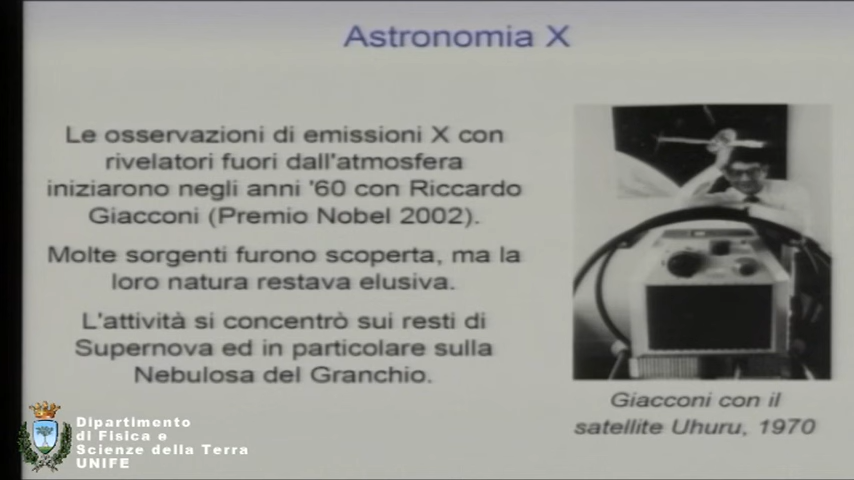 Astronomia X
Le osservazioni di emissioni X con
rivelatori fuori dall'atmosfera
iniziarono negli anni '60 con Riccardo
Giacconi (Premio Nobel 2002).
Molte sorgenti furono scoperta, ma la
loro natura restava elusiva.
L'attività si concentrò sui resti di
Supernova ed in particolare sulla
Nebulosa del Granchio.
Giacconi con il
satellite Uhuru, 1970
Dipartimento
di Fisica e
Scienze della Terra
UNIFE